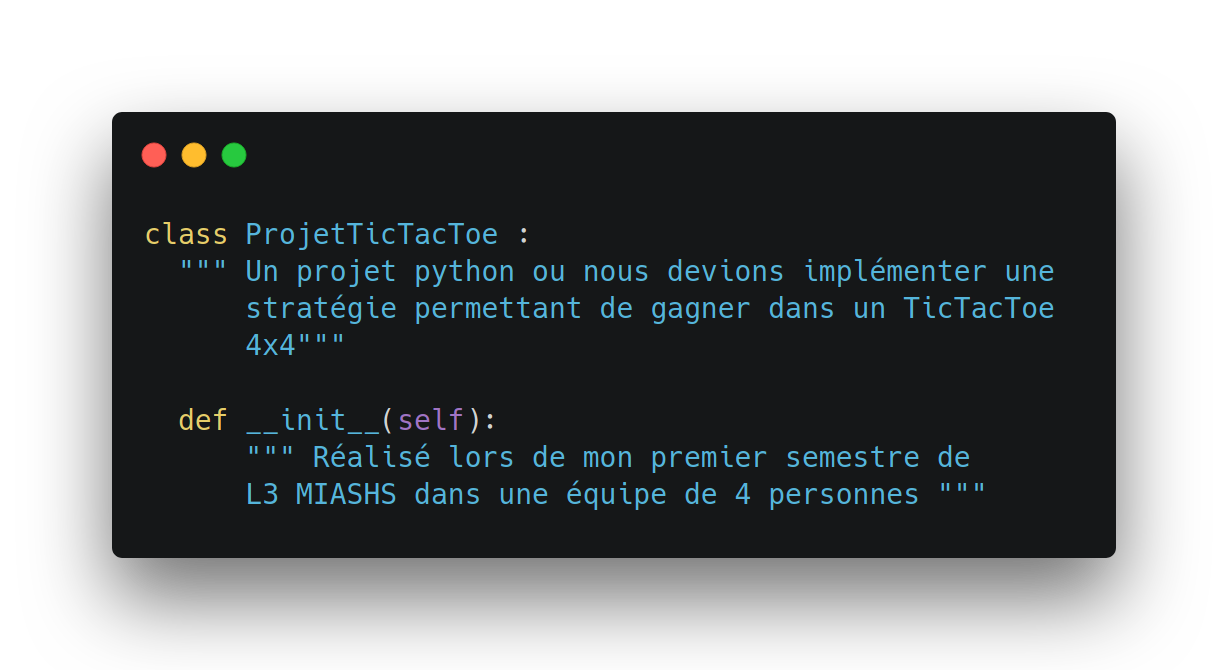 class ProjetTicTacToe :
""" Un projet python ou nous devions implémenter une
stratégie permettant de gagner dans un TicTacToe
4x4"""
def __init__(self):
""" Réalisé lors de mon premier semestre de
L3 MIASHS dans une équipe de 4 personnes """